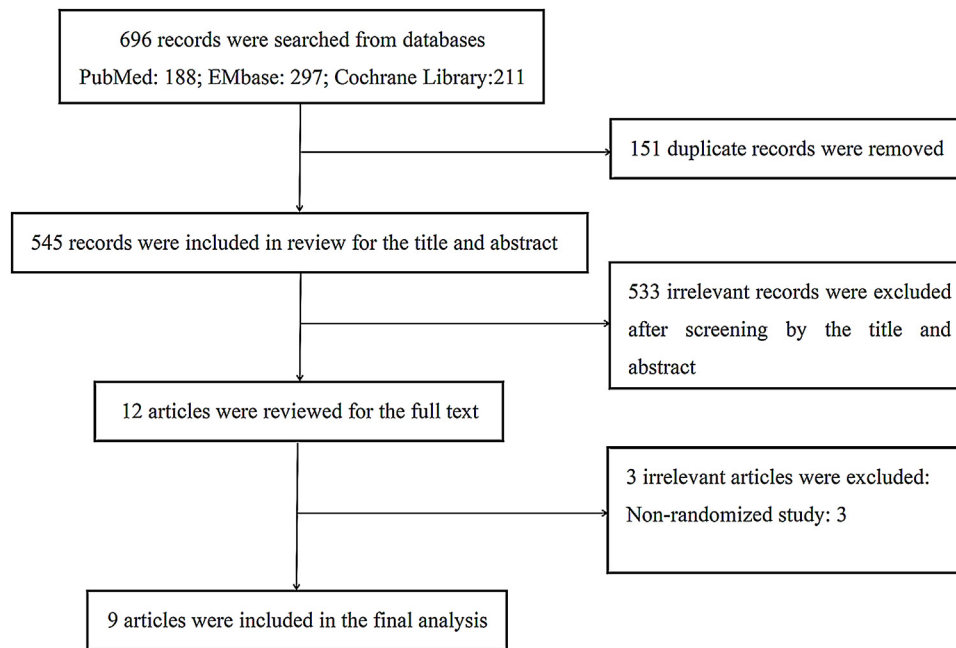 696 records were searched from databases
PubMed: 188; EMbase: 297; Cochrane Library:211
151 duplicate records were removed
545 records were included in review for the title and abstract
533 irrelevant records were excluded
after screening by the title and
abstract
12 articles were reviewed for the full text
3 irrelevant articles were excluded:
Non-randomized study: 3
9 articles were included in the final analysis